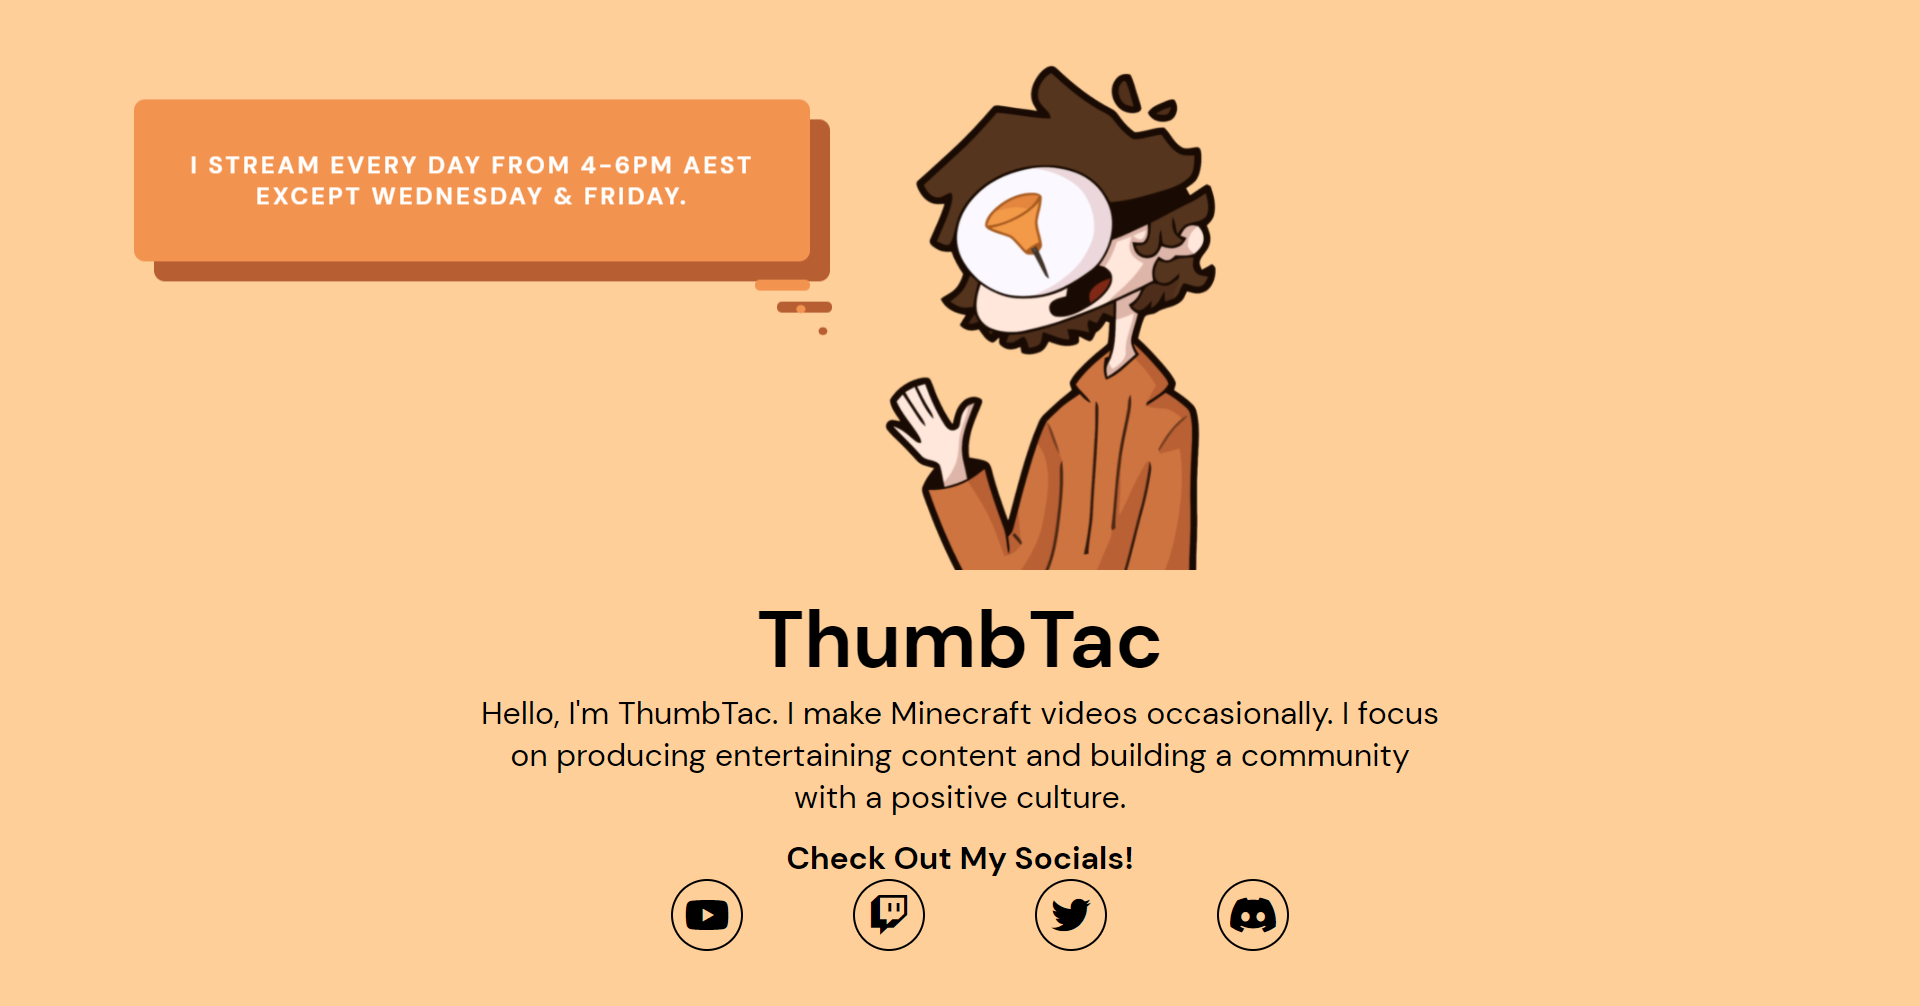 I STREAM EVERY DAY FROM 4-6PM AEST
EXCEPT WEDNESDAY & FRIDAY.
ThumbTac
Hello, I'm ThumbTac. I make Minecraft videos occasionally. I focus
on producing entertaining content and building a community
with a positive culture.
Check Out My Socials!